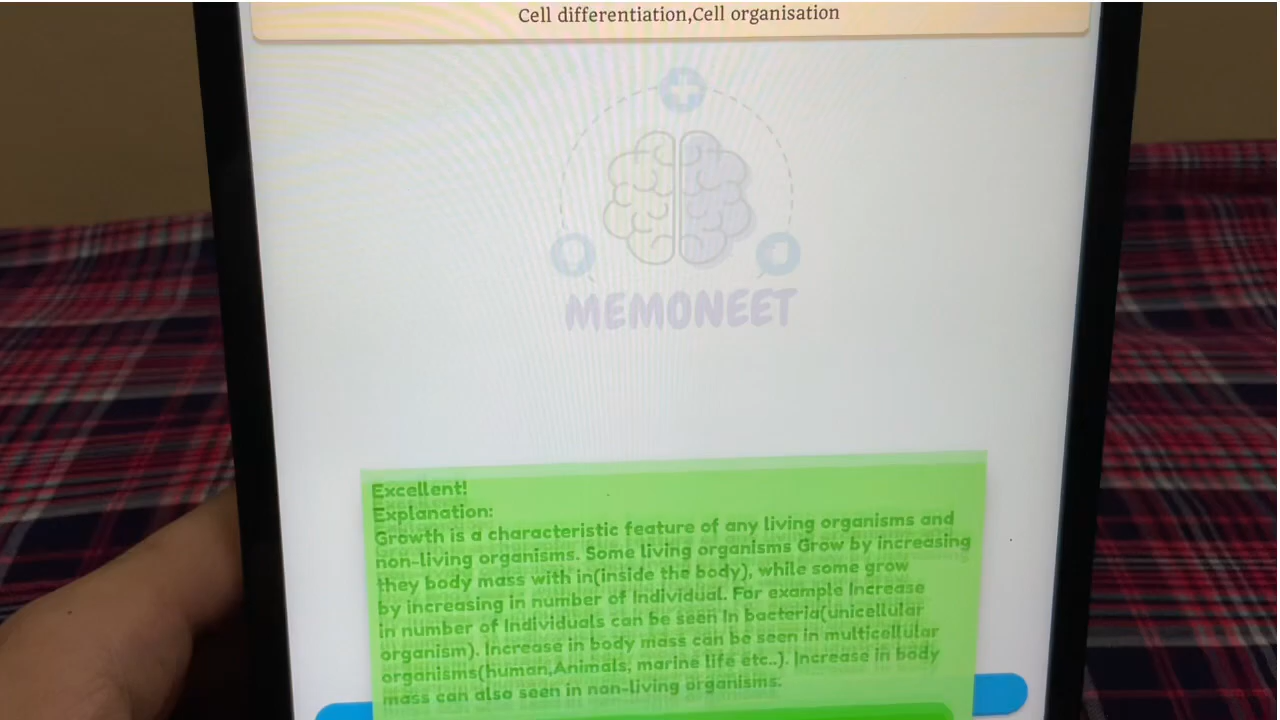 Cell differentiation,Cell organisation
MEMONEET
Excellent!
Explanation:
Growth is a characteristic feature of any living organisms and
non-living organisms. Some living organisms Grow by increasing
they body mass with in(inside the body), while some grow
by increasing in number of Individual. For example Increase
in number of Individuals can be seen In bacteria(unicellular
organism). Increase in body mass can be seen in multicellular
organiisms(human,Animals, marine life etc..). Increase in body
mass can also seen in non-living organisms.